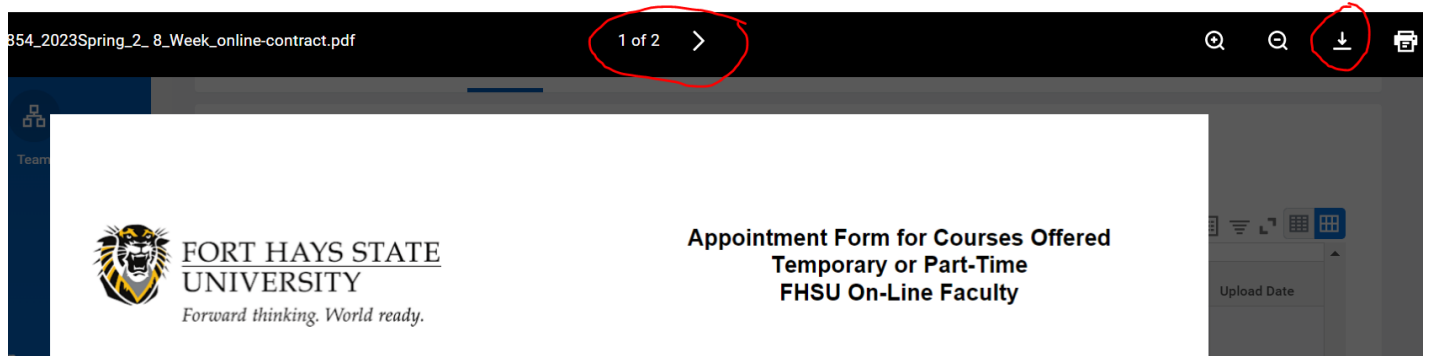 854_2023Spring_2_ 8_Week_online-contract.pdf
1 of 2
Team
FORT HAYS STATE
UNIVERSITY
Forward thinking. World ready.
Appointment Form for Courses Offered
Temporary or Part-Time
FHSU On-Line Faculty
Upload Date